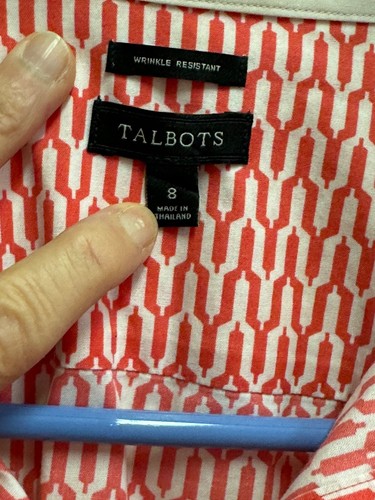 WRINKLE RESISTANT
TALBOTS
8
MADE IN
THAILAND